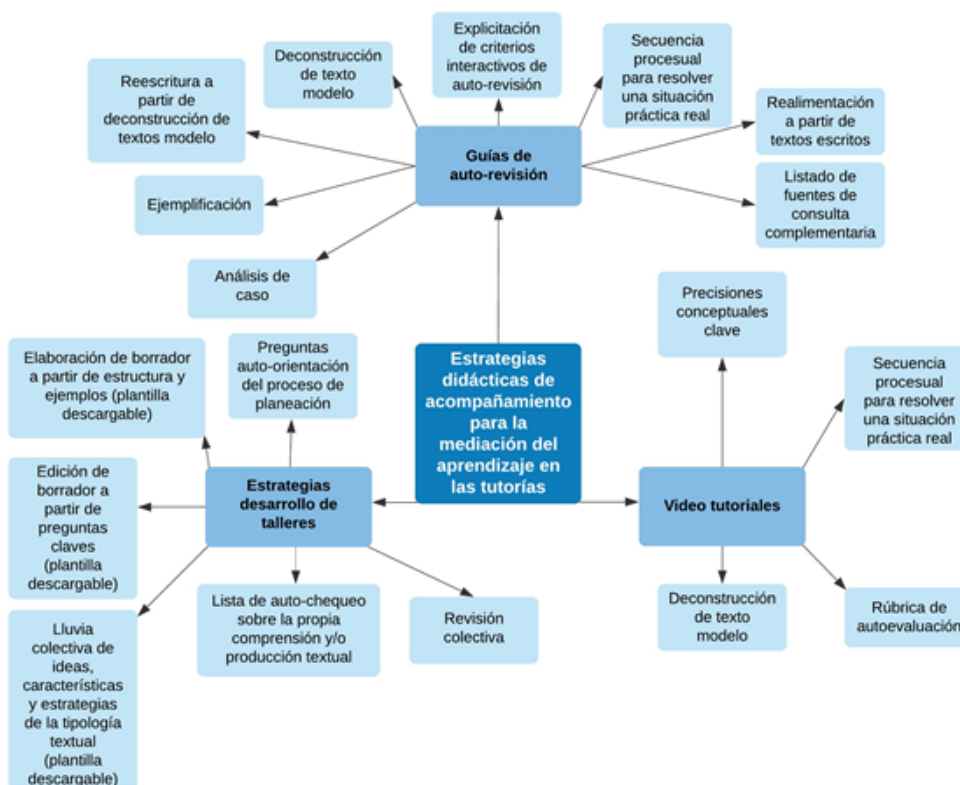 Explicitación
de criterios
interactivos de
auto-revisión
Secuencia
procesual
para resolver
una situación
práctica real
Deconstrucción
de texto
modelo
Reescritura a
partir de
deconstrucción de
textos modelo
Realimentación
a partir de
textos escritos
Guías de
auto-revisión
Ejemplificación
Listado de
fuentes de
consulta
complementaria
Análisis de
caso
Precisiones
conceptuales
clave
Elaboración de borrador
a partir de estructura y
ejemplos (plantilla
descargable)
Preguntas
auto-orientación
del proceso de
planeación
Estrategias
didácticas de
acompañamiento
para la
mediación del
aprendizaje en
las tutorías
Secuencia
procesual
para resolver
una situación
práctica real
Edición de
borrador a
partir de
preguntas
claves
(plantilla
descargable)
Estrategias
desarrollo de
talleres
Video tutoriales
Lluvia
colectiva de
ideas,
características
y estrategias
de la tipología
textual
(plantilla
descargable)
Lista de auto-chequeo
sobre la propia
comprensión y/o
producción textual
Revisión
colectiva
Deconstrucción
de texto
modelo
Rúbrica de
autoevaluación